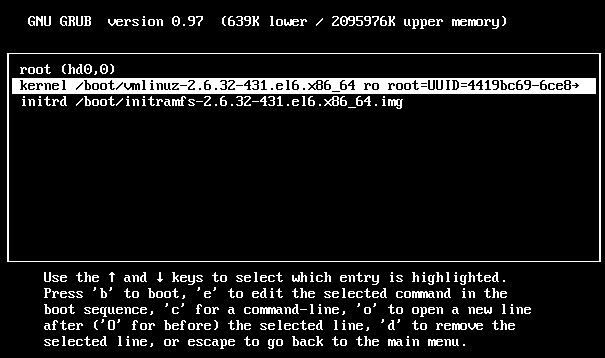 GNU GRUB  version 0.97  (639K lower / 2095976K upper memory)
root (hd0,0)
kernel /boot/vmlinuz-2.6.32-431.el6.x86_64 ro root=UUID=4419bc69-6ce8→
initrd /boot/initramfs-2.6.32-431.el6.x86_64.img
Use the ↑ and ↓ keys to select which entry is highlighted.
Press 'b' to boot, 'e' to edit the selected command in the
boot sequence, 'c' for a command-line, 'o' to open a new line
after ('O' for before) the selected line, 'd' to remove the
selected line, or escape to go back to the main menu.